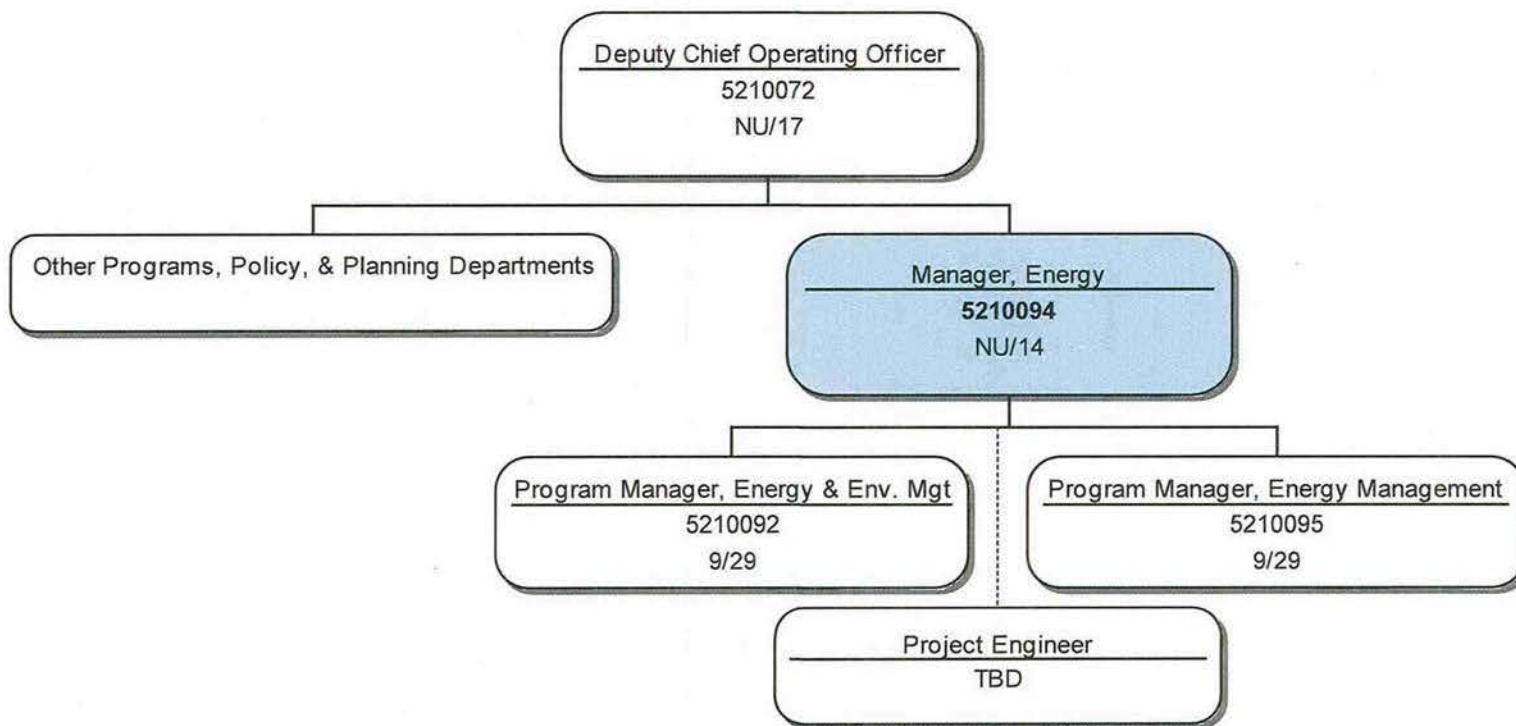 Deputy Chief Operating Officer
5210072
NU/17
Other Programs, Policy, & Planning Departments
Manager, Energy
5210094
NU/14
Program Manager, Energy & Env. Mgt
5210092
9/29
Program Manager, Energy Management
5210095
9/29
Project Engineer
TBD